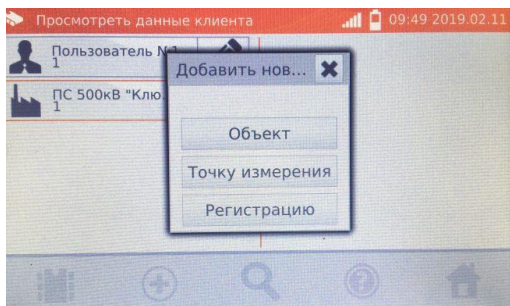 Просмотреть данные клиента 09:49 2019.02.11
Пользователь №1
1
ПС 500кВ "Клю
1
Добавить нов...
Объект
Точку измерения
Регистрацию